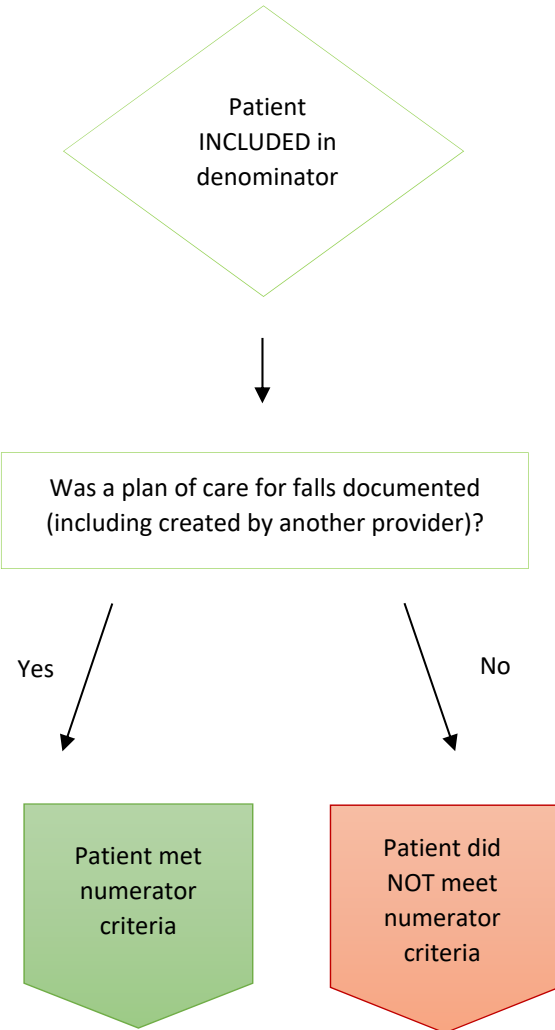 Patient
INCLUDED in
denominator
Was a plan of care for falls documented
(including created by another provider)?
Yes
No
Patient met
numerator
criteria
Patient did
NOT meet
numerator
criteria